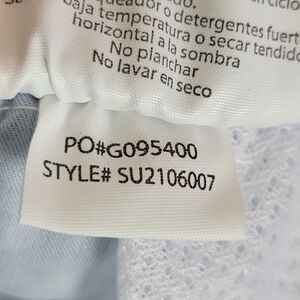 baja temperatura o secar tendido
horizontal a la sombra
No planchar
No lavar en seco
PO#G095400
STYLE# SU2106007